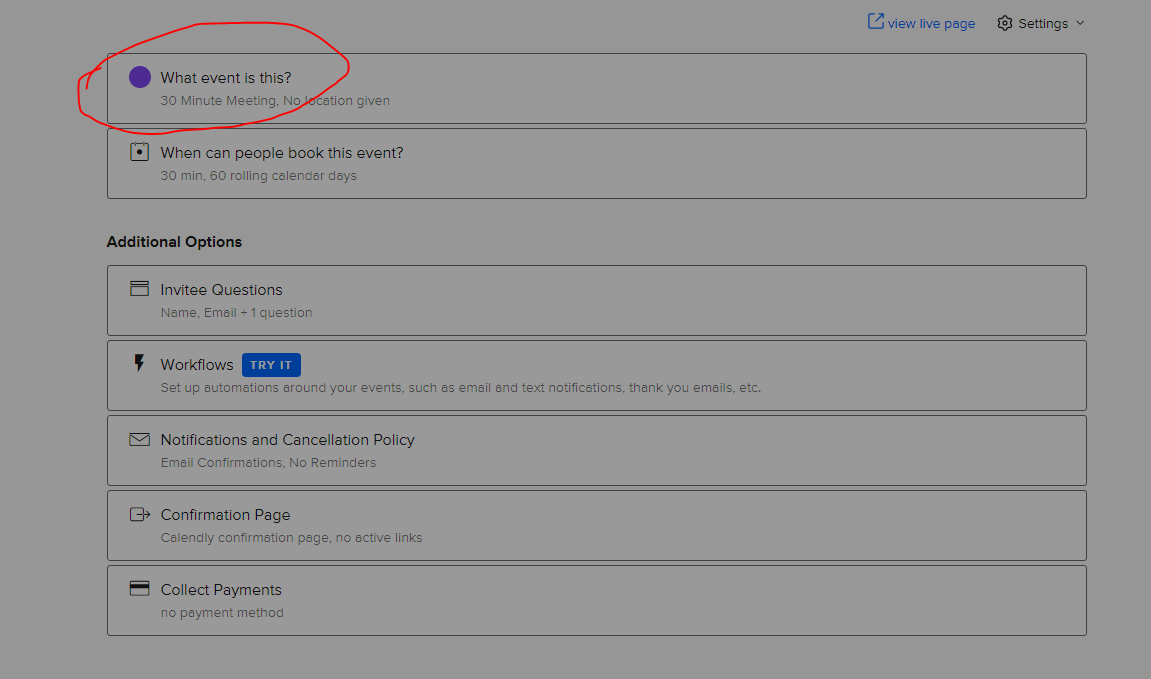 view live page
Settings
What event is this?
30 Minute Meeting, No location given
When can people book this event?
30 min, 60 rolling calendar days
Additional Options
Invitee Questions
Name, Email + 1 question
Workflows TRY IT
Set up automations around your events, such as email and text notifications, thank you emails, etc.
Notifications and Cancellation Policy
Email Confirmations, No Reminders
Confirmation Page
Calendly confirmation page, no active links
Collect Payments
no payment method